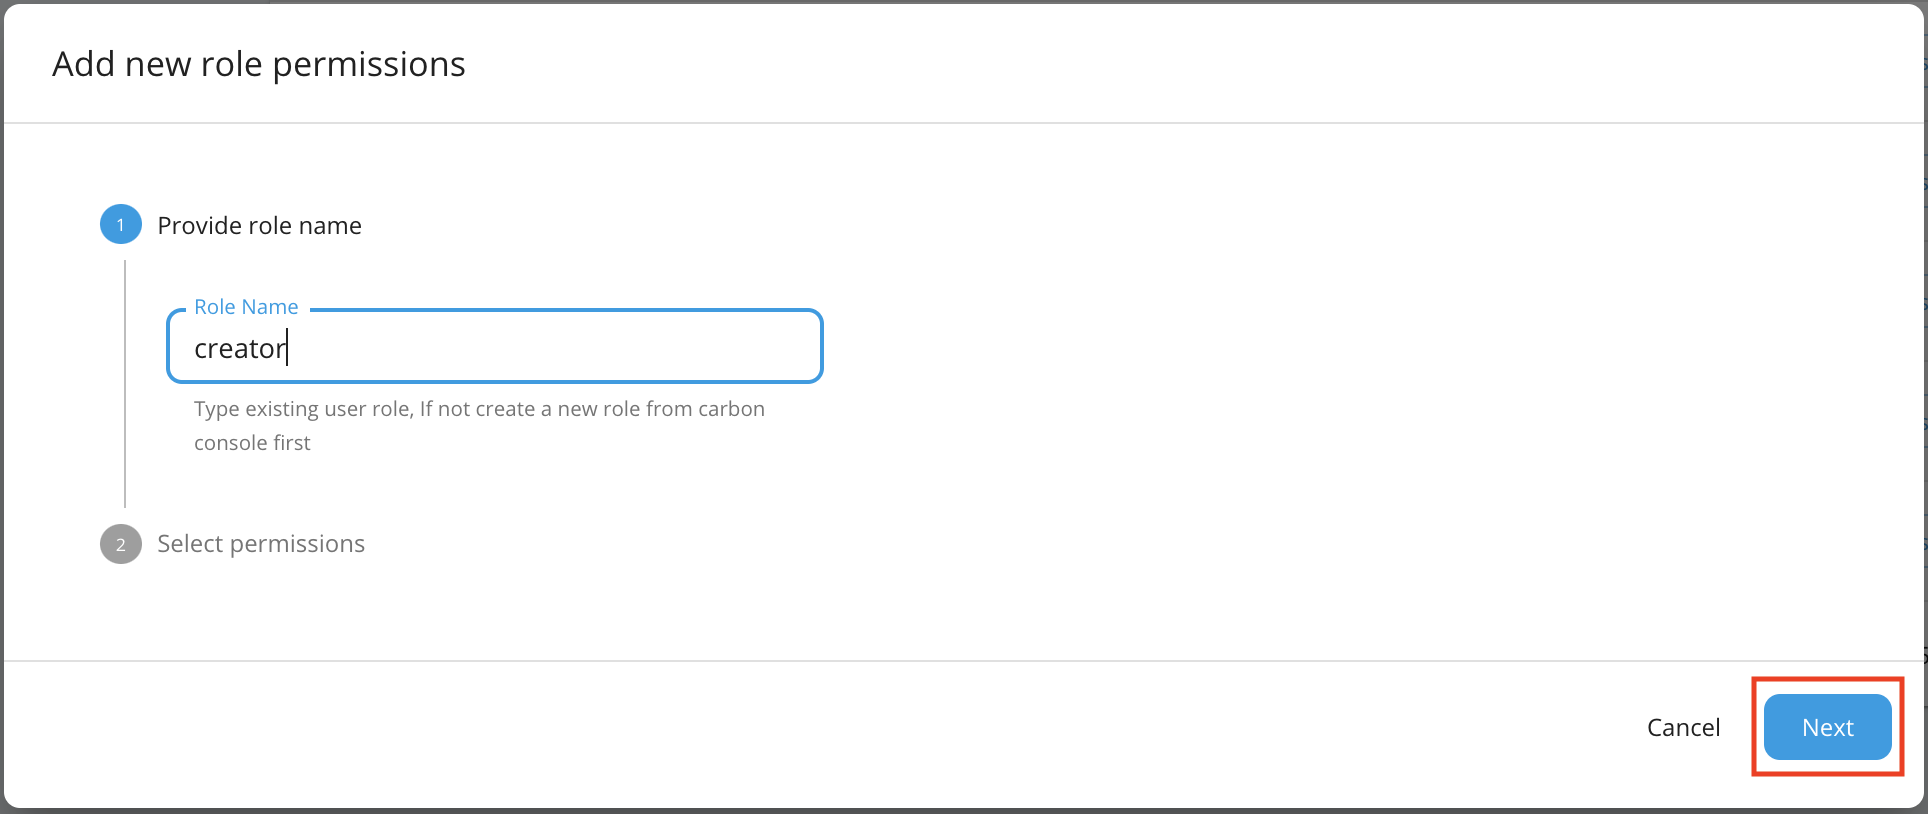 Add new role permissions
1
Provide role name
Role Name
creator
Type existing user role, If not create a new role from carbon
console first
2
Select permissions
Cancel
Next